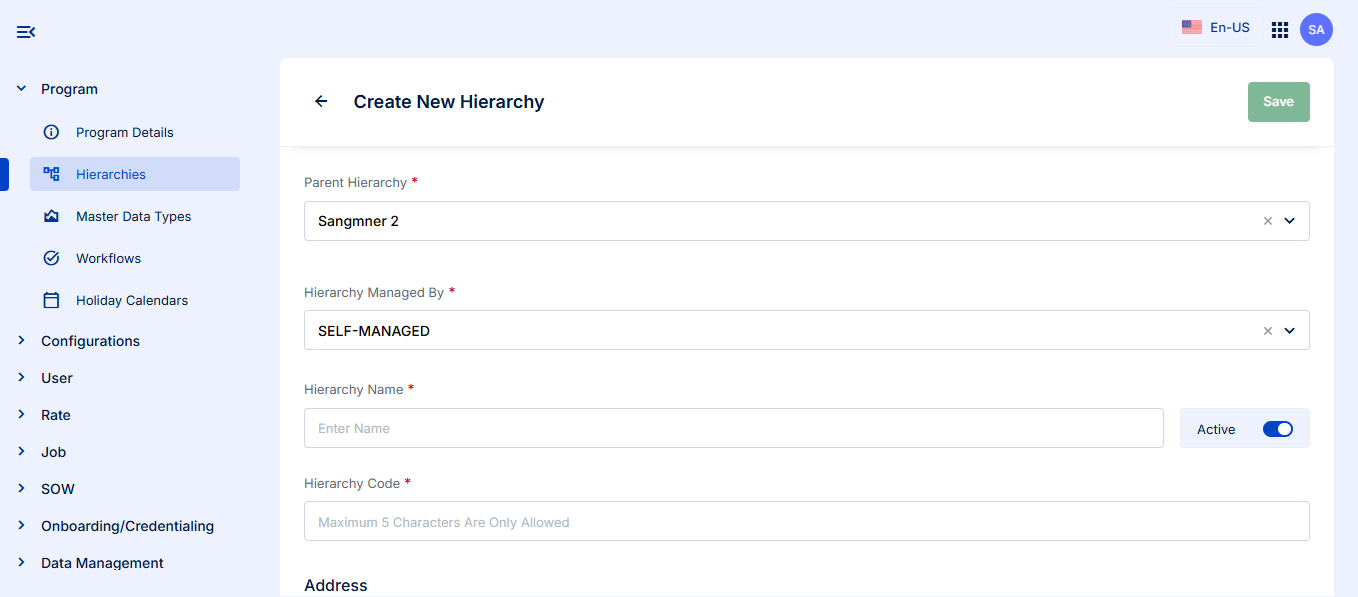 En-US
SA
Program
Program Details
Hierarchies
Master Data Types
Workflows
Holiday Calendars
Configurations
User
Rate
Job
SOW
Onboarding/Credentialing
Data Management
Create New Hierarchy
Save
Parent Hierarchy *
Sangmner 2
Hierarchy Managed By *
SELF-MANAGED
Hierarchy Name *
Enter Name
Active
Hierarchy Code *
Maximum 5 Characters Are Only Allowed
Address